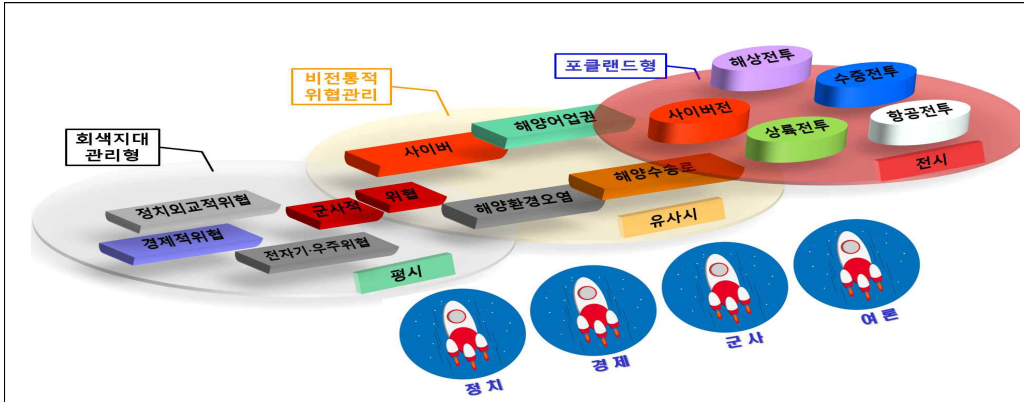 회색지대
관리형
비전통적
위협관리
포클랜드형
정치외교적위협
경제적위협
군사적
위협
전자기·우주위협
평시
사이버
해양어업권
해양환경오염
해양수송로
유사시
해상전투
수중전투
사이버전
상륙전투
항공전투
전시
정치
경제
군사
여론